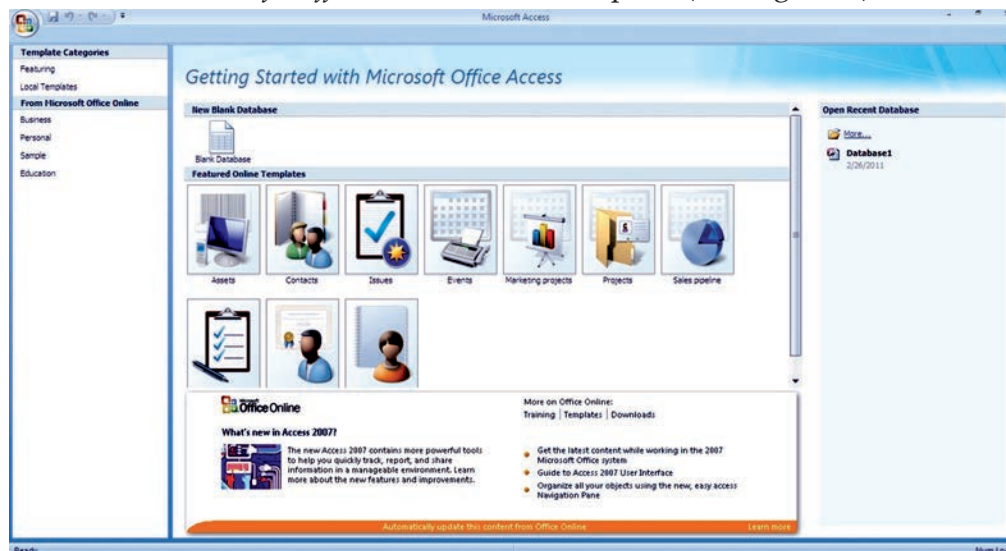 Microsoft Access
Template Categories
Featuring
Local Templates
From Microsoft Office Online
Business
Personal
Sample
Education
Getting Started with Microsoft Office Access
New Blank Database
Blank Database
Featured Online Templates
Assets
Contacts
Issues
Events
Marketing projects
Projects
Sales pipeline
Microsoft
Office Online
What's new in Access 2007?
The new Access 2007 contains more powerful tools
to help you quickly track, report, and share
information in a manageable environment. Learn
more about the new features and improvements.
More on Office Online:
Training | Templates | Downloads
Get the latest content while working in the 2007
Microsoft Office system
Guide to Access 2007 User Interface
Organize all your objects using the new, easy access
Navigation Pane
Automatically update this content from Office Online
Learn more
Open Recent Database
More...
Database1
2/26/2011
Ready